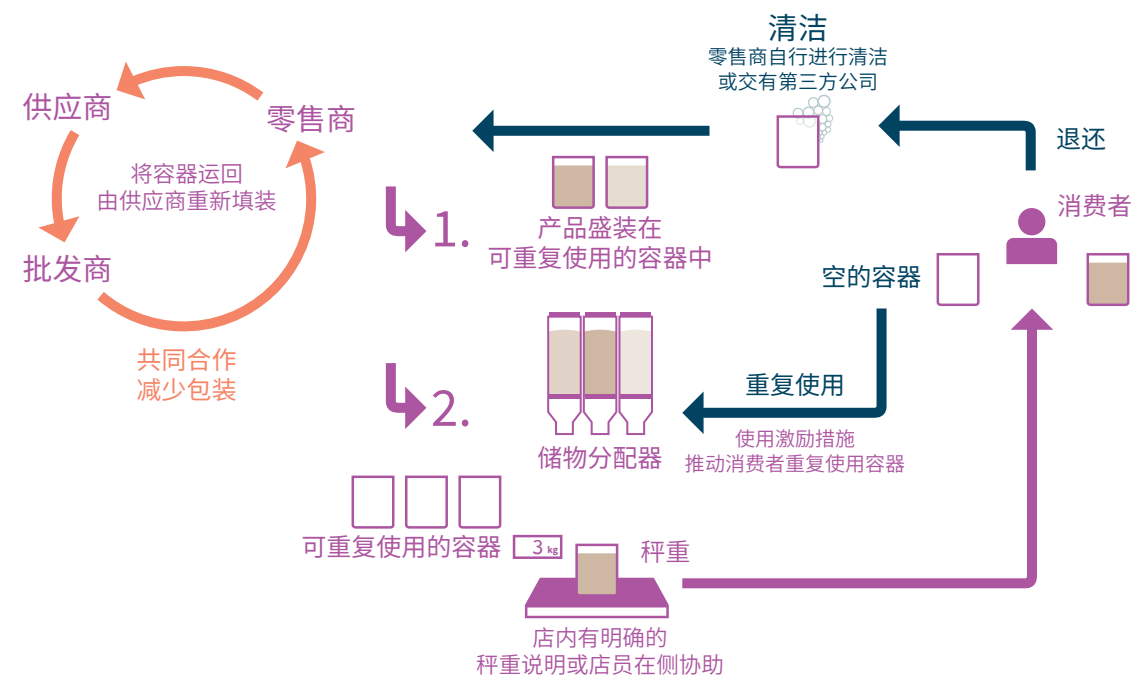 清洁
零售商自行进行清洁
或交有第三方公司
供应商
零售商
将容器运回
由供应商重新填装
批发商
共同合作
减少包装
退还
消费者
1.
产品盛装在
可重复使用的容器中
空的容器
2.
储物分配器
重复使用
使用激励措施
推动消费者重复使用容器
可重复使用的容器
3 kg
秤重
店内有明确的
秤重说明或店员在侧协助